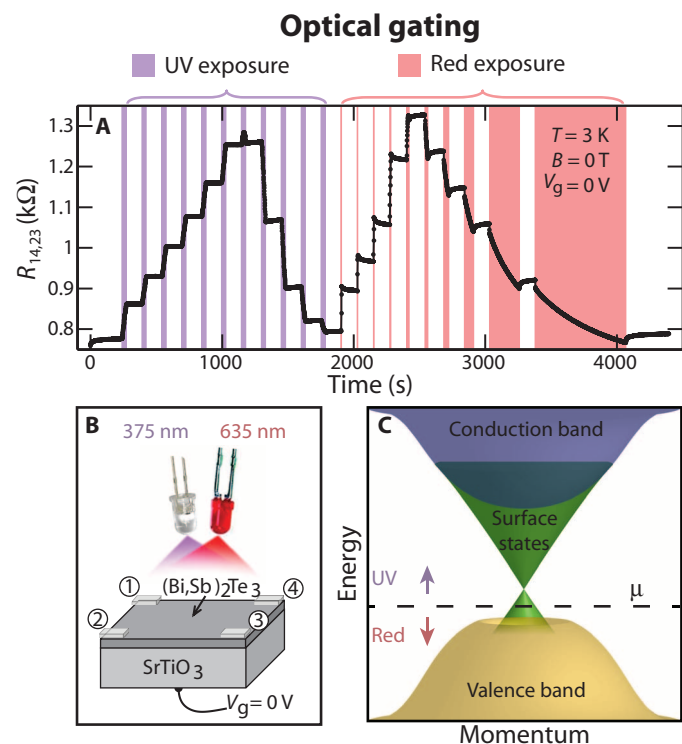 Optical gating
UV exposure
Red exposure
A
T = 3 K
B = 0 T
Vg = 0 V
R14,23 (kΩ)
1.3
1.2
1.1
1
0.9
0.8
0
1000
2000
3000
4000
Time (s)
B
375 nm
635 nm
(Bi,Sb)2Te3
1
4
2
3
SrTiO3
Vg = 0 V
C
Conduction band
Surface
states
Energy
UV
μ
Red
Valence band
Momentum